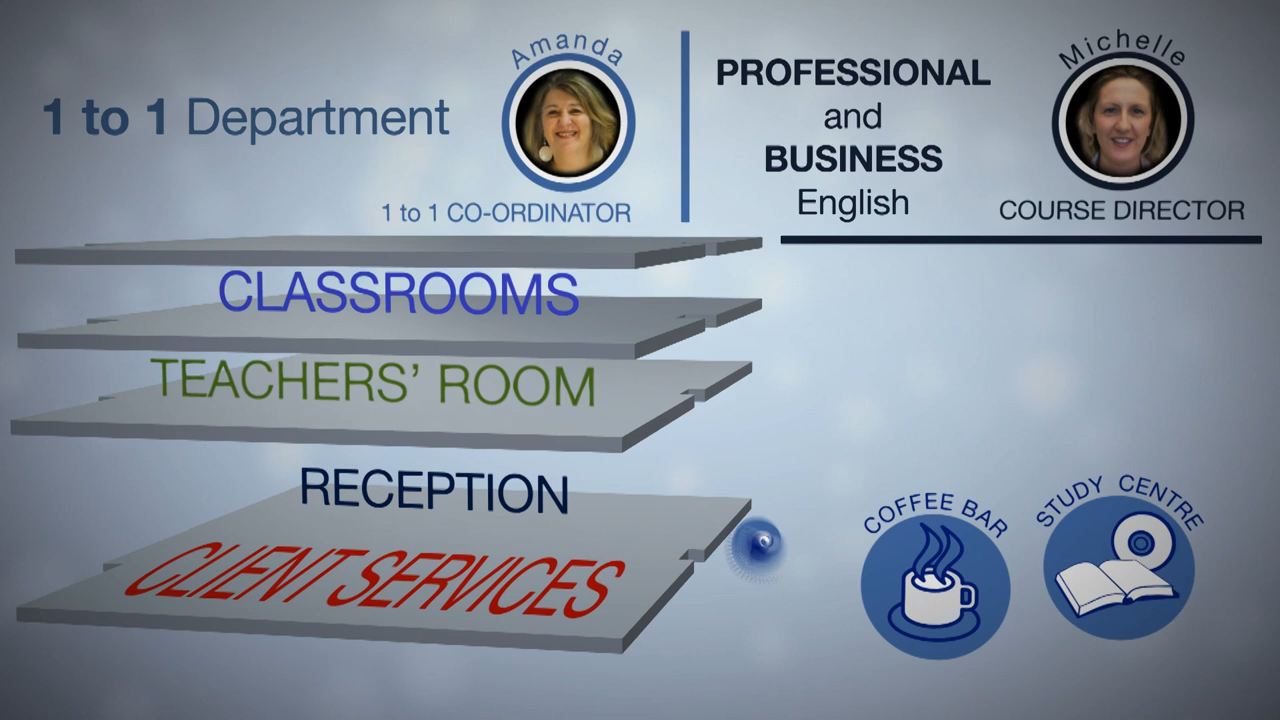 Amanda
1 to 1 Department
1 to 1 CO-ORDINATOR
PROFESSIONAL
and
BUSINESS
English
Michelle
COURSE DIRECTOR
CLASSROOMS
TEACHERS’ ROOM
RECEPTION
CLIENT SERVICES
COFFEE BAR
STUDY CENTRE